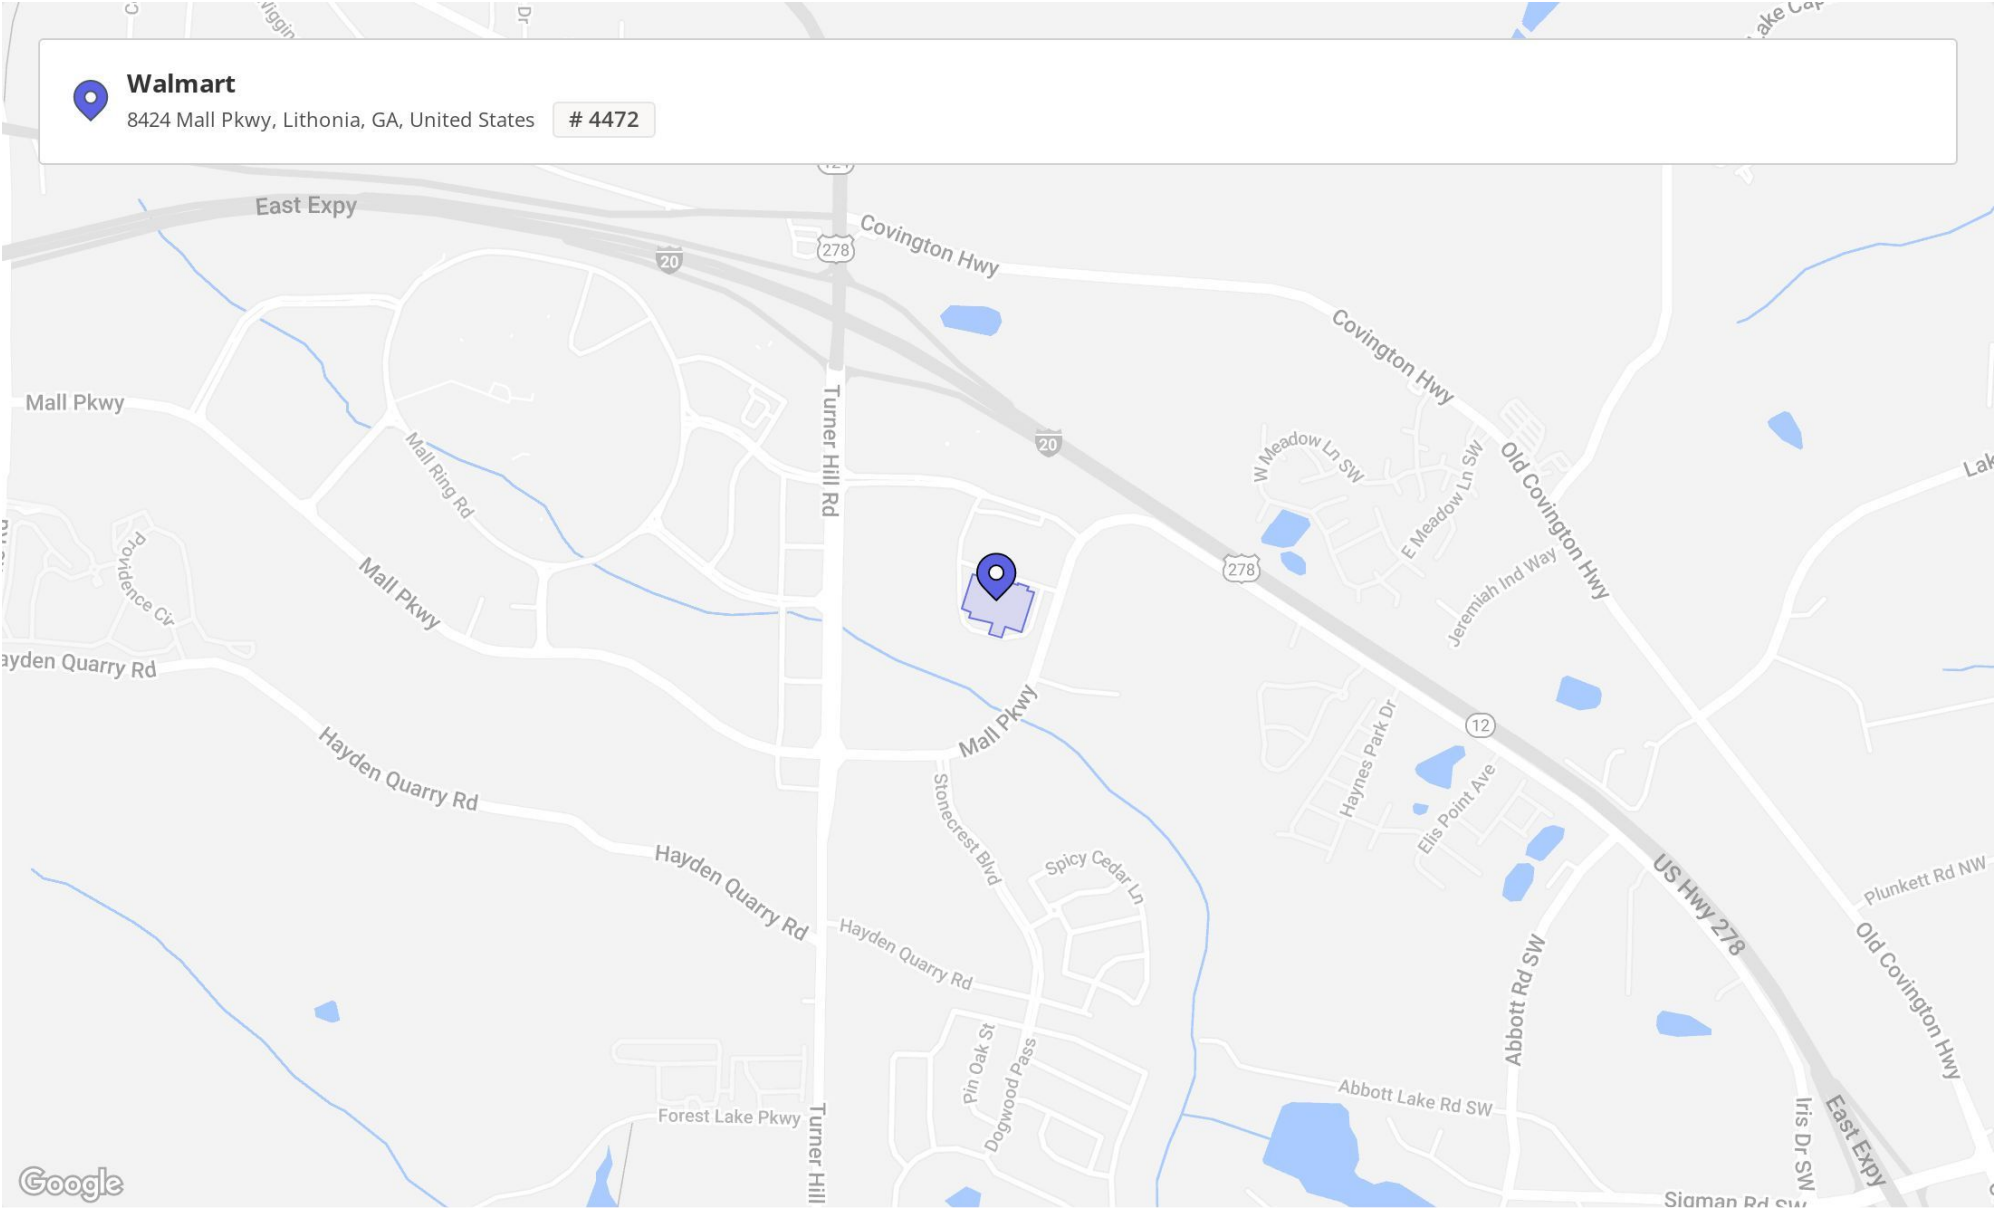 Dr
Walmart
8424 Mall Pkwy, Lithonia, GA, United States
# 4472
East Expy
20
278
Covington Hwy
Covington Hwy
Mall Pkwy
Mall Ring Rd
Turner Hill Rd
20
W Meadow Ln SW
E Meadow Ln SW
Old Covington Hwy
Jeremiah Ind Way
278
Providence Cir
Mall Pkwy
ayden Quarry Rd
Hayden Quarry Rd
Mall Pkwy
12
Haynes Park Dr
Elis Point Ave
Stonecrest Blvd
Spicy Cedar Ln
Hayden Quarry Rd
Hayden Quarry Rd
US Hwy 278
Plunkett Rd NW
Old Covington Hwy
Abbott Rd SW
Pin Oak St
Dogwood Pass
Abbott Lake Rd SW
Forest Lake Pkwy
Turner Hill
Iris Dr SW
East Expy
Sigman Rd SW
Google